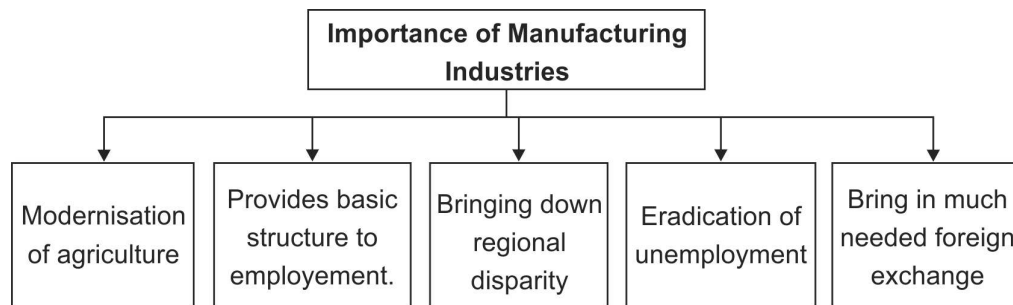 Importance of Manufacturing
Industries
Modernisation
of agriculture
Provides basic
structure to
employement.
Bringing down
regional
disparity
Eradication of
unemployment
Bring in much
needed foreign
exchange